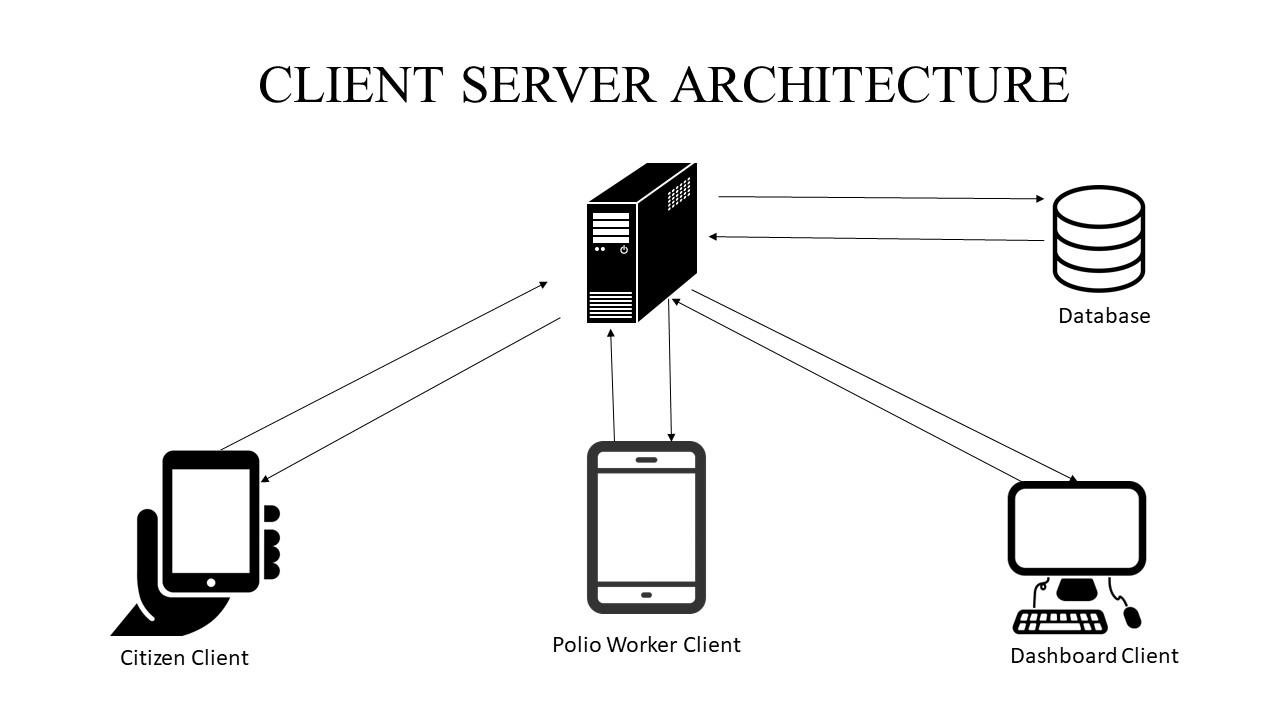 CLIENT SERVER ARCHITECTURE
Database
Citizen Client
Polio Worker Client
Dashboard Client